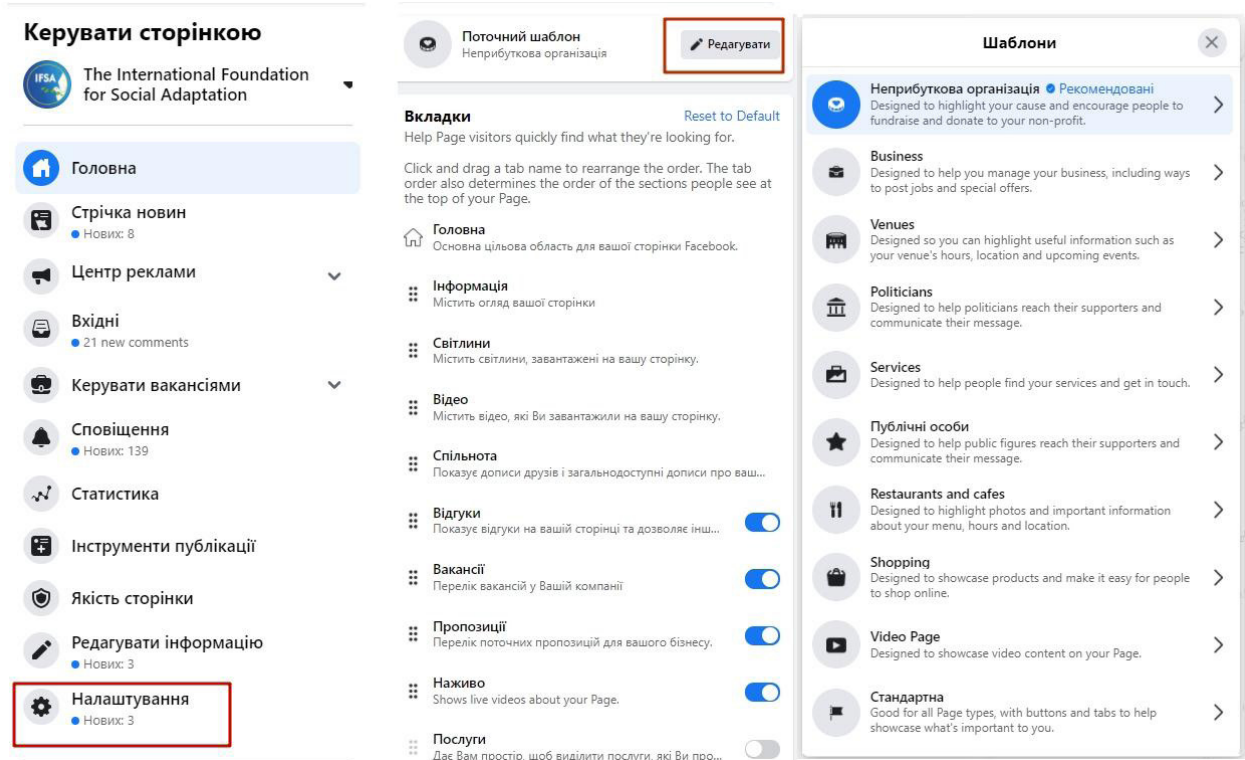 Керувати сторінкою
IFSA
The International Foundation
for Social Adaptation
Головна
Стрічка новин
Нових: 8
Центр реклами
Вхідні
21 new comments
Керувати вакансіями
Сповіщення
Нових: 139
Статистика
Інструменти публікації
Якість сторінки
Редагувати інформацію
Нових: 3
Налаштування
Нових: 3
Поточний шаблон
Неприбуткова організація
Редагувати
Вкладки
Reset to Default
Help Page visitors quickly find what they're looking for.
Click and drag a tab name to rearrange the order. The tab
order also determines the order of the sections people see at
the top of your Page.
Головна
Основна цільова область для вашої сторінки Facebook.
Інформація
Містить огляд вашої сторінки
Світлини
Містить світлини, завантажені на вашу сторінку.
Відео
Містить відео, які Ви завантажили на вашу сторінку.
Спільнота
Показує дописи друзів і загальнодоступні дописи про ваш...
Відгуки
Показує відгуки на вашій сторінці та дозволяє інш...
Вакансії
Перелік вакансій у Вашій компанії
Пропозиції
Перелік поточних пропозицій для вашого бізнесу.
Наживо
Shows live videos about your Page.
Послуги
Дає Вам простір, щоб виділити послуги, які Ви про...
Шаблони
Неприбуткова організація Рекомендовані
Designed to highlight your cause and encourage people to
fundraise and donate to your non-profit.
Business
Designed to help you manage your business, including ways
to post jobs and special offers.
Venues
Designed so you can highlight useful information such as
your venue's hours, location and upcoming events.
Politicians
Designed to help politicians reach their supporters and
communicate their message.
Services
Designed to help people find your services and get in touch.
Публічні особи
Designed to help public figures reach their supporters and
communicate their message.
Restaurants and cafes
Designed to highlight photos and important information
about your menu, hours and location.
Shopping
Designed to showcase products and make it easy for people
to shop online.
Video Page
Designed to showcase video content on your Page.
Стандартна
Good for all Page types, with buttons and tabs to help
showcase what's important to you.